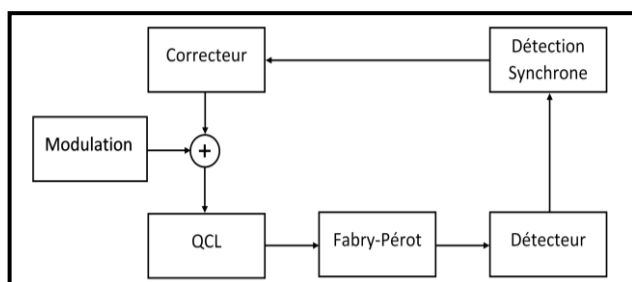 Correcteur
Détection
Synchrone
Modulation
+
QCL
Fabry-Pérot
Détecteur